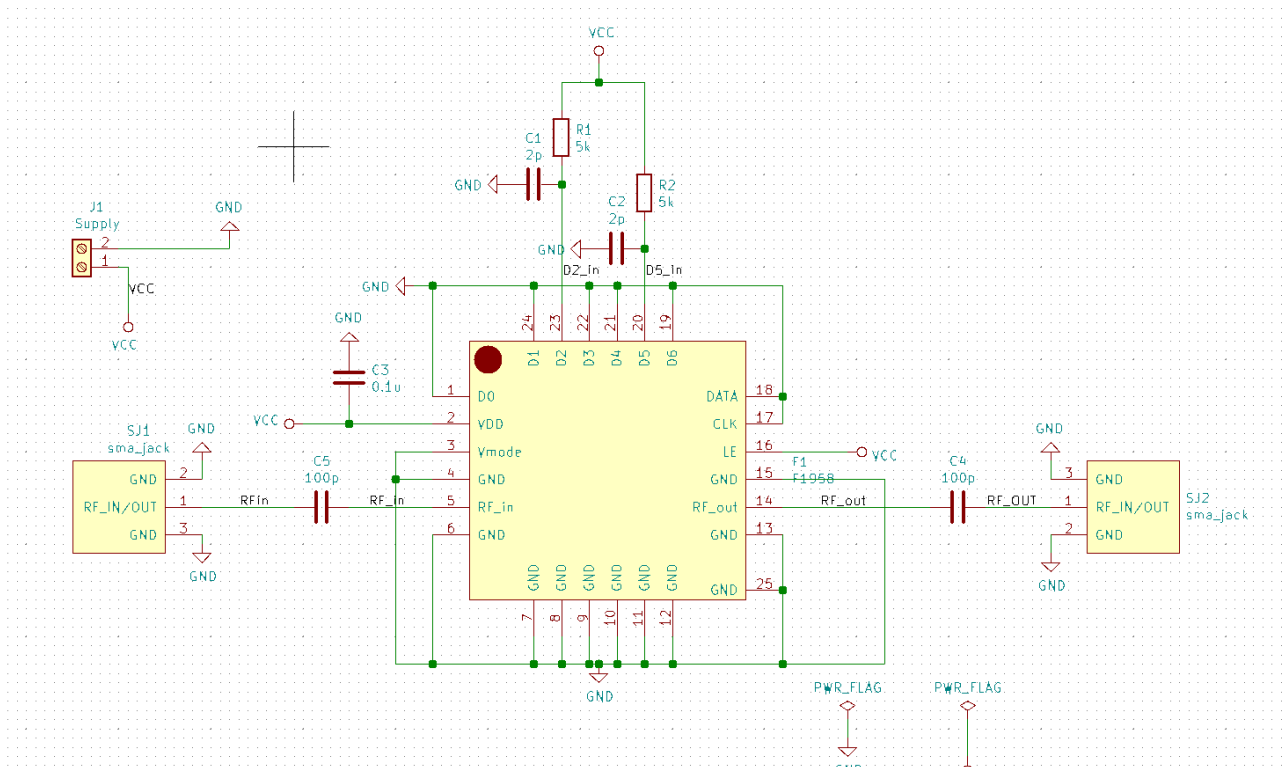 VCC
C1
2p
R1
5k
GND
C2
2p
R2
5k
J1
Supply
GND
2
1
VCC
VCC
GND
D2_in
D5_in
GND
24
23
22
21
20
19
D1
D2
D3
D4
D5
D6
GND
C3
0.1u
1
DO
DATA
18
VCC
2
VDD
CLK
17
3
Vmode
LE
16
VCC
4
GND
GND
15
F1
F1958
5
RF_in
RF_out
14
6
GND
GND
13
GND
25
SJ1
sma_jack
GND
GND
2
RF_IN/OUT
1
GND
3
GND
RFin
C5
100p
RF_in
RF_out
C4
100p
RF_OUT
GND
3
GND
1
RF_IN/OUT
2
GND
GND
SJ2
sma_jack
GND
GND
GND
GND
GND
GND
7
8
9
10
11
12
GND
PWR_FLAG
PWR_FLAG